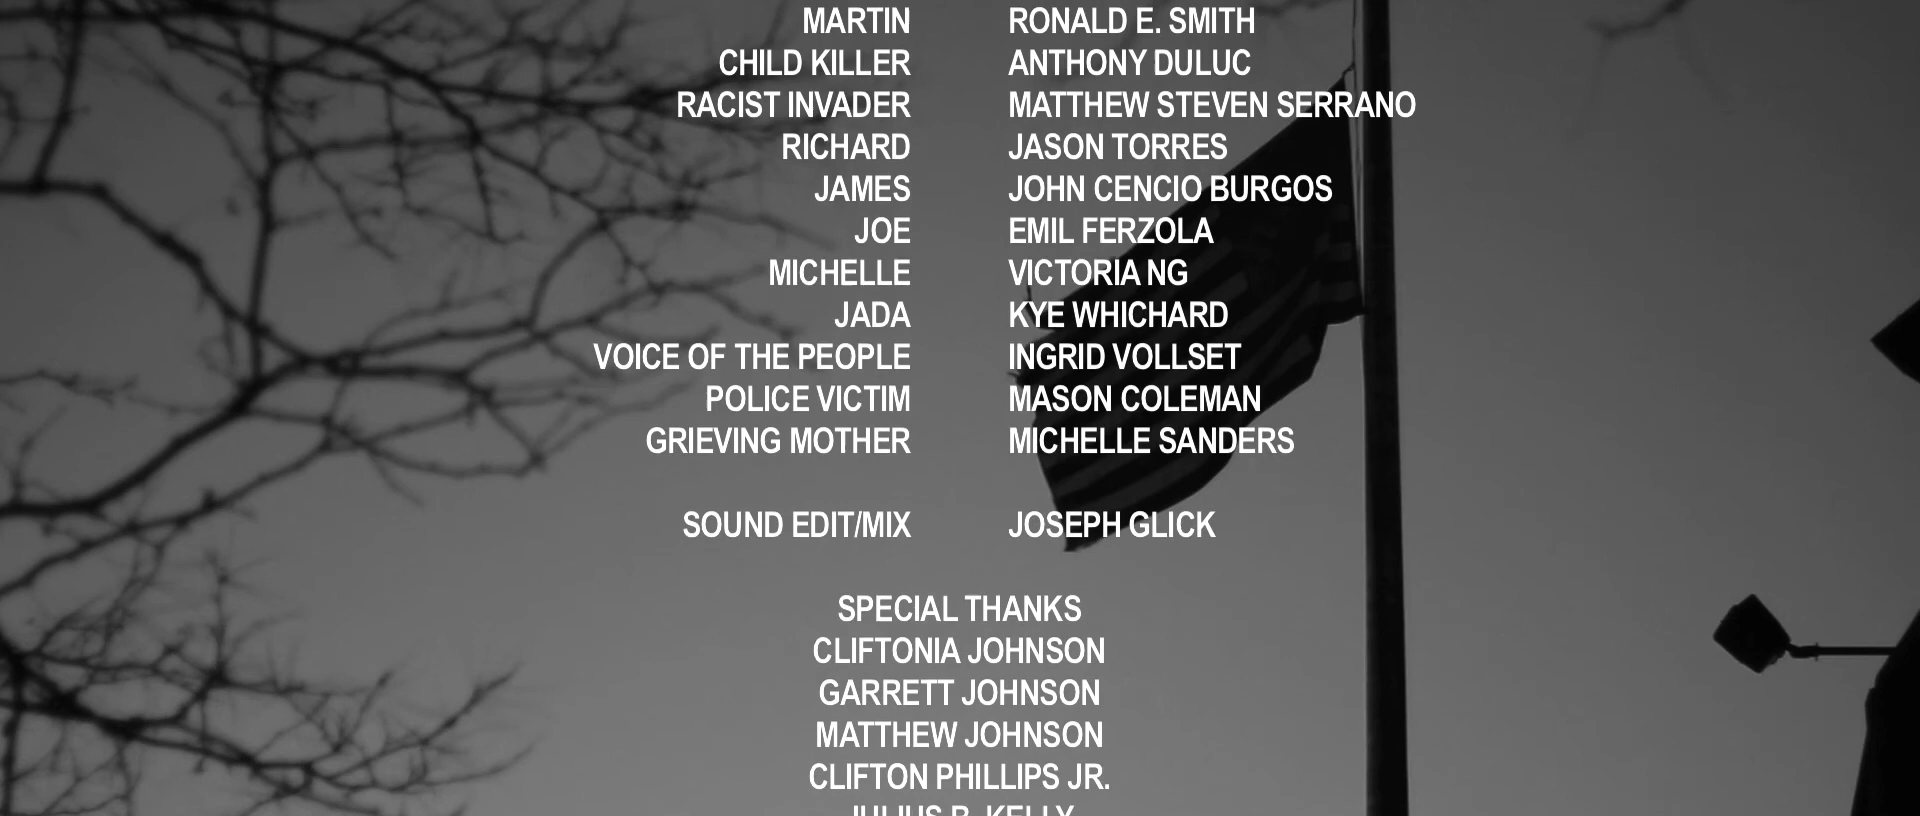 MARTIN RONALD E. SMITH
CHILD KILLER ANTHONY DULUC
RACIST INVADER MATTHEW STEVEN SERRANO
RICHARD JASON TORRES
JAMES JOHN CENCIO BURGOS
JOE EMIL FERZOLA
MICHELLE VICTORIA NG
JADA KYE WHICHARD
VOICE OF THE PEOPLE INGRID VOLLSET
POLICE VICTIM MASON COLEMAN
GRIEVING MOTHER MICHELLE SANDERS
SOUND EDIT/MIX JOSEPH GLICK
SPECIAL THANKS
CLIFTONIA JOHNSON
GARRETT JOHNSON
MATTHEW JOHNSON
CLIFTON PHILLIPS JR.
JULIUS B. KELLY